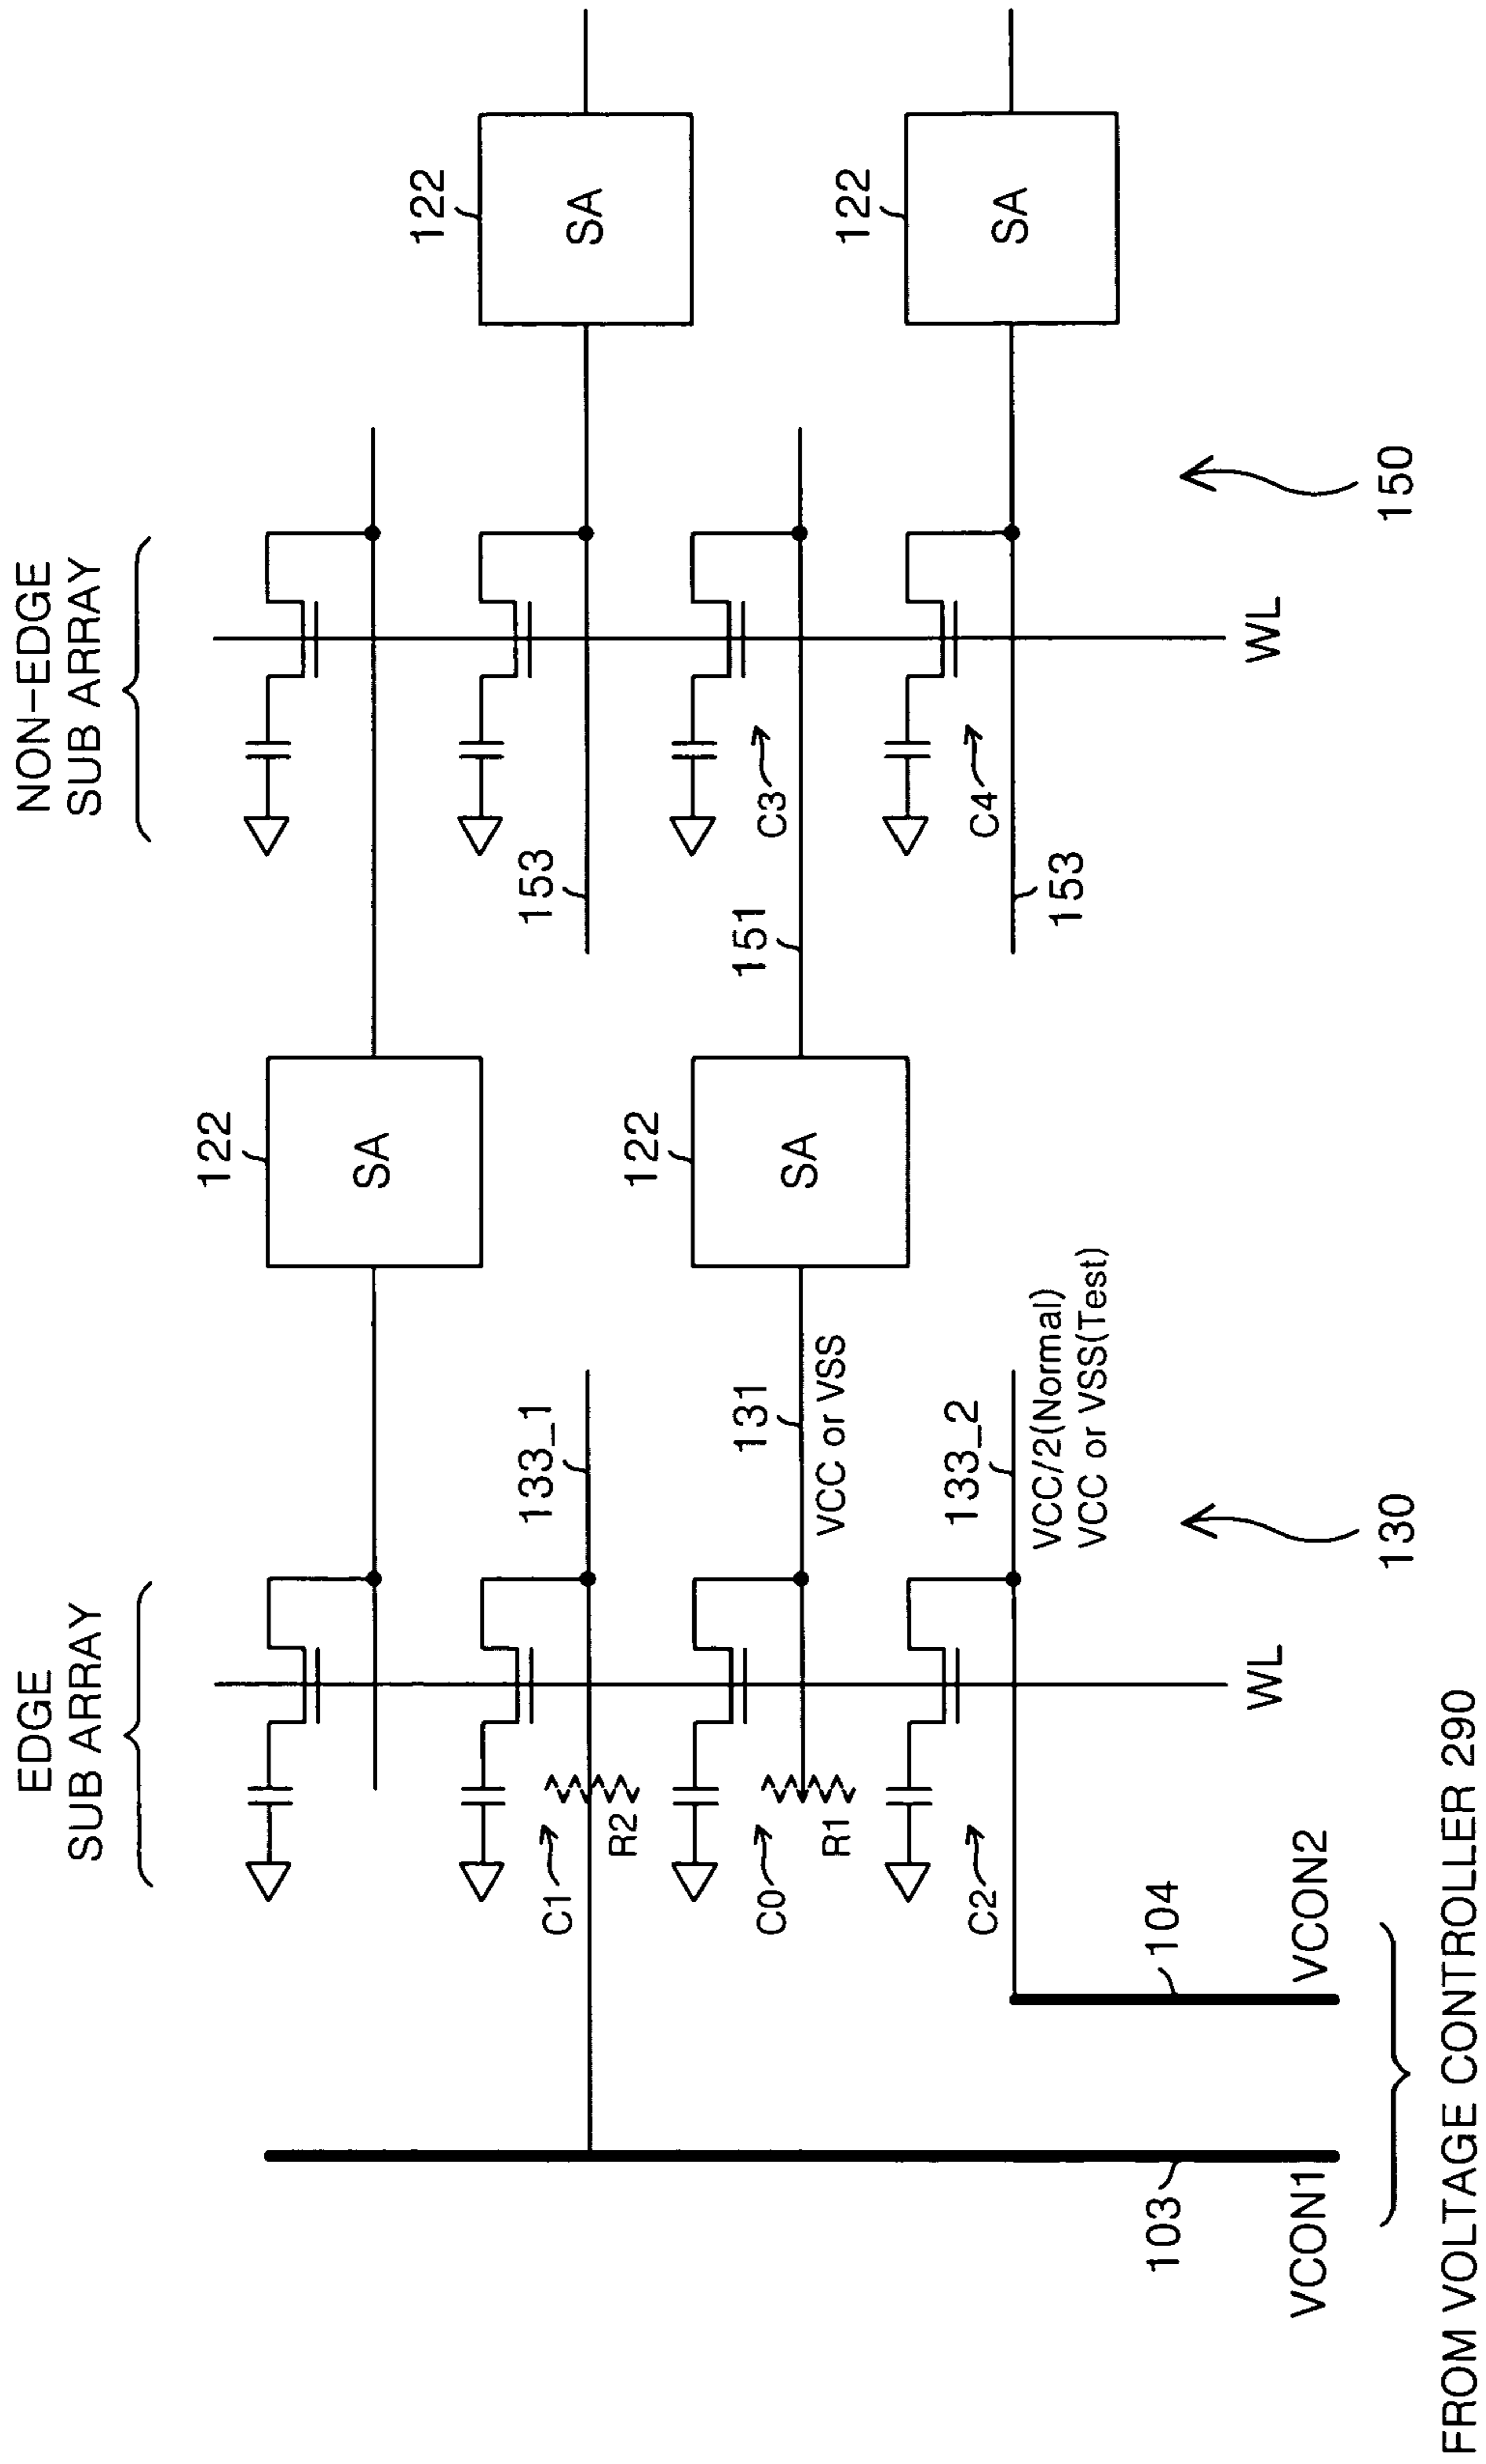 EDGE
SUB ARRAY
NON-EDGE
SUB ARRAY
122
SA
122
SA
133_1
153
C1
R2
122
SA
131
VCC or VSS
151
C3
C0
R1
122
SA
133_2
VCC/2(Normal)
VCC or VSS(Test)
153
C4
C2
103
VCON1
104
VCON2
WL
WL
130
150
FROM VOLTAGE CONTROLLER 290